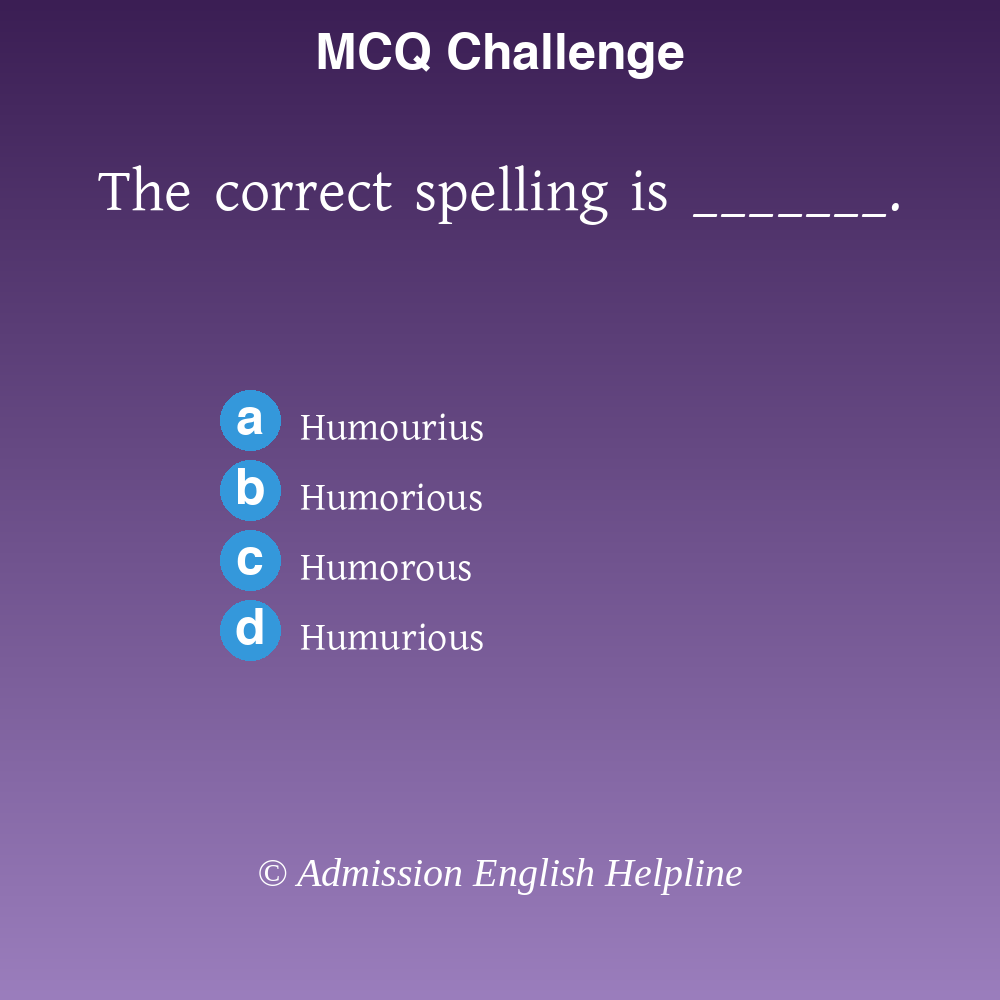 MCQ Challenge
The correct spelling is _______.
a Humourius
b Humorious
c Humorous
d Humurious
© Admission English Helpline